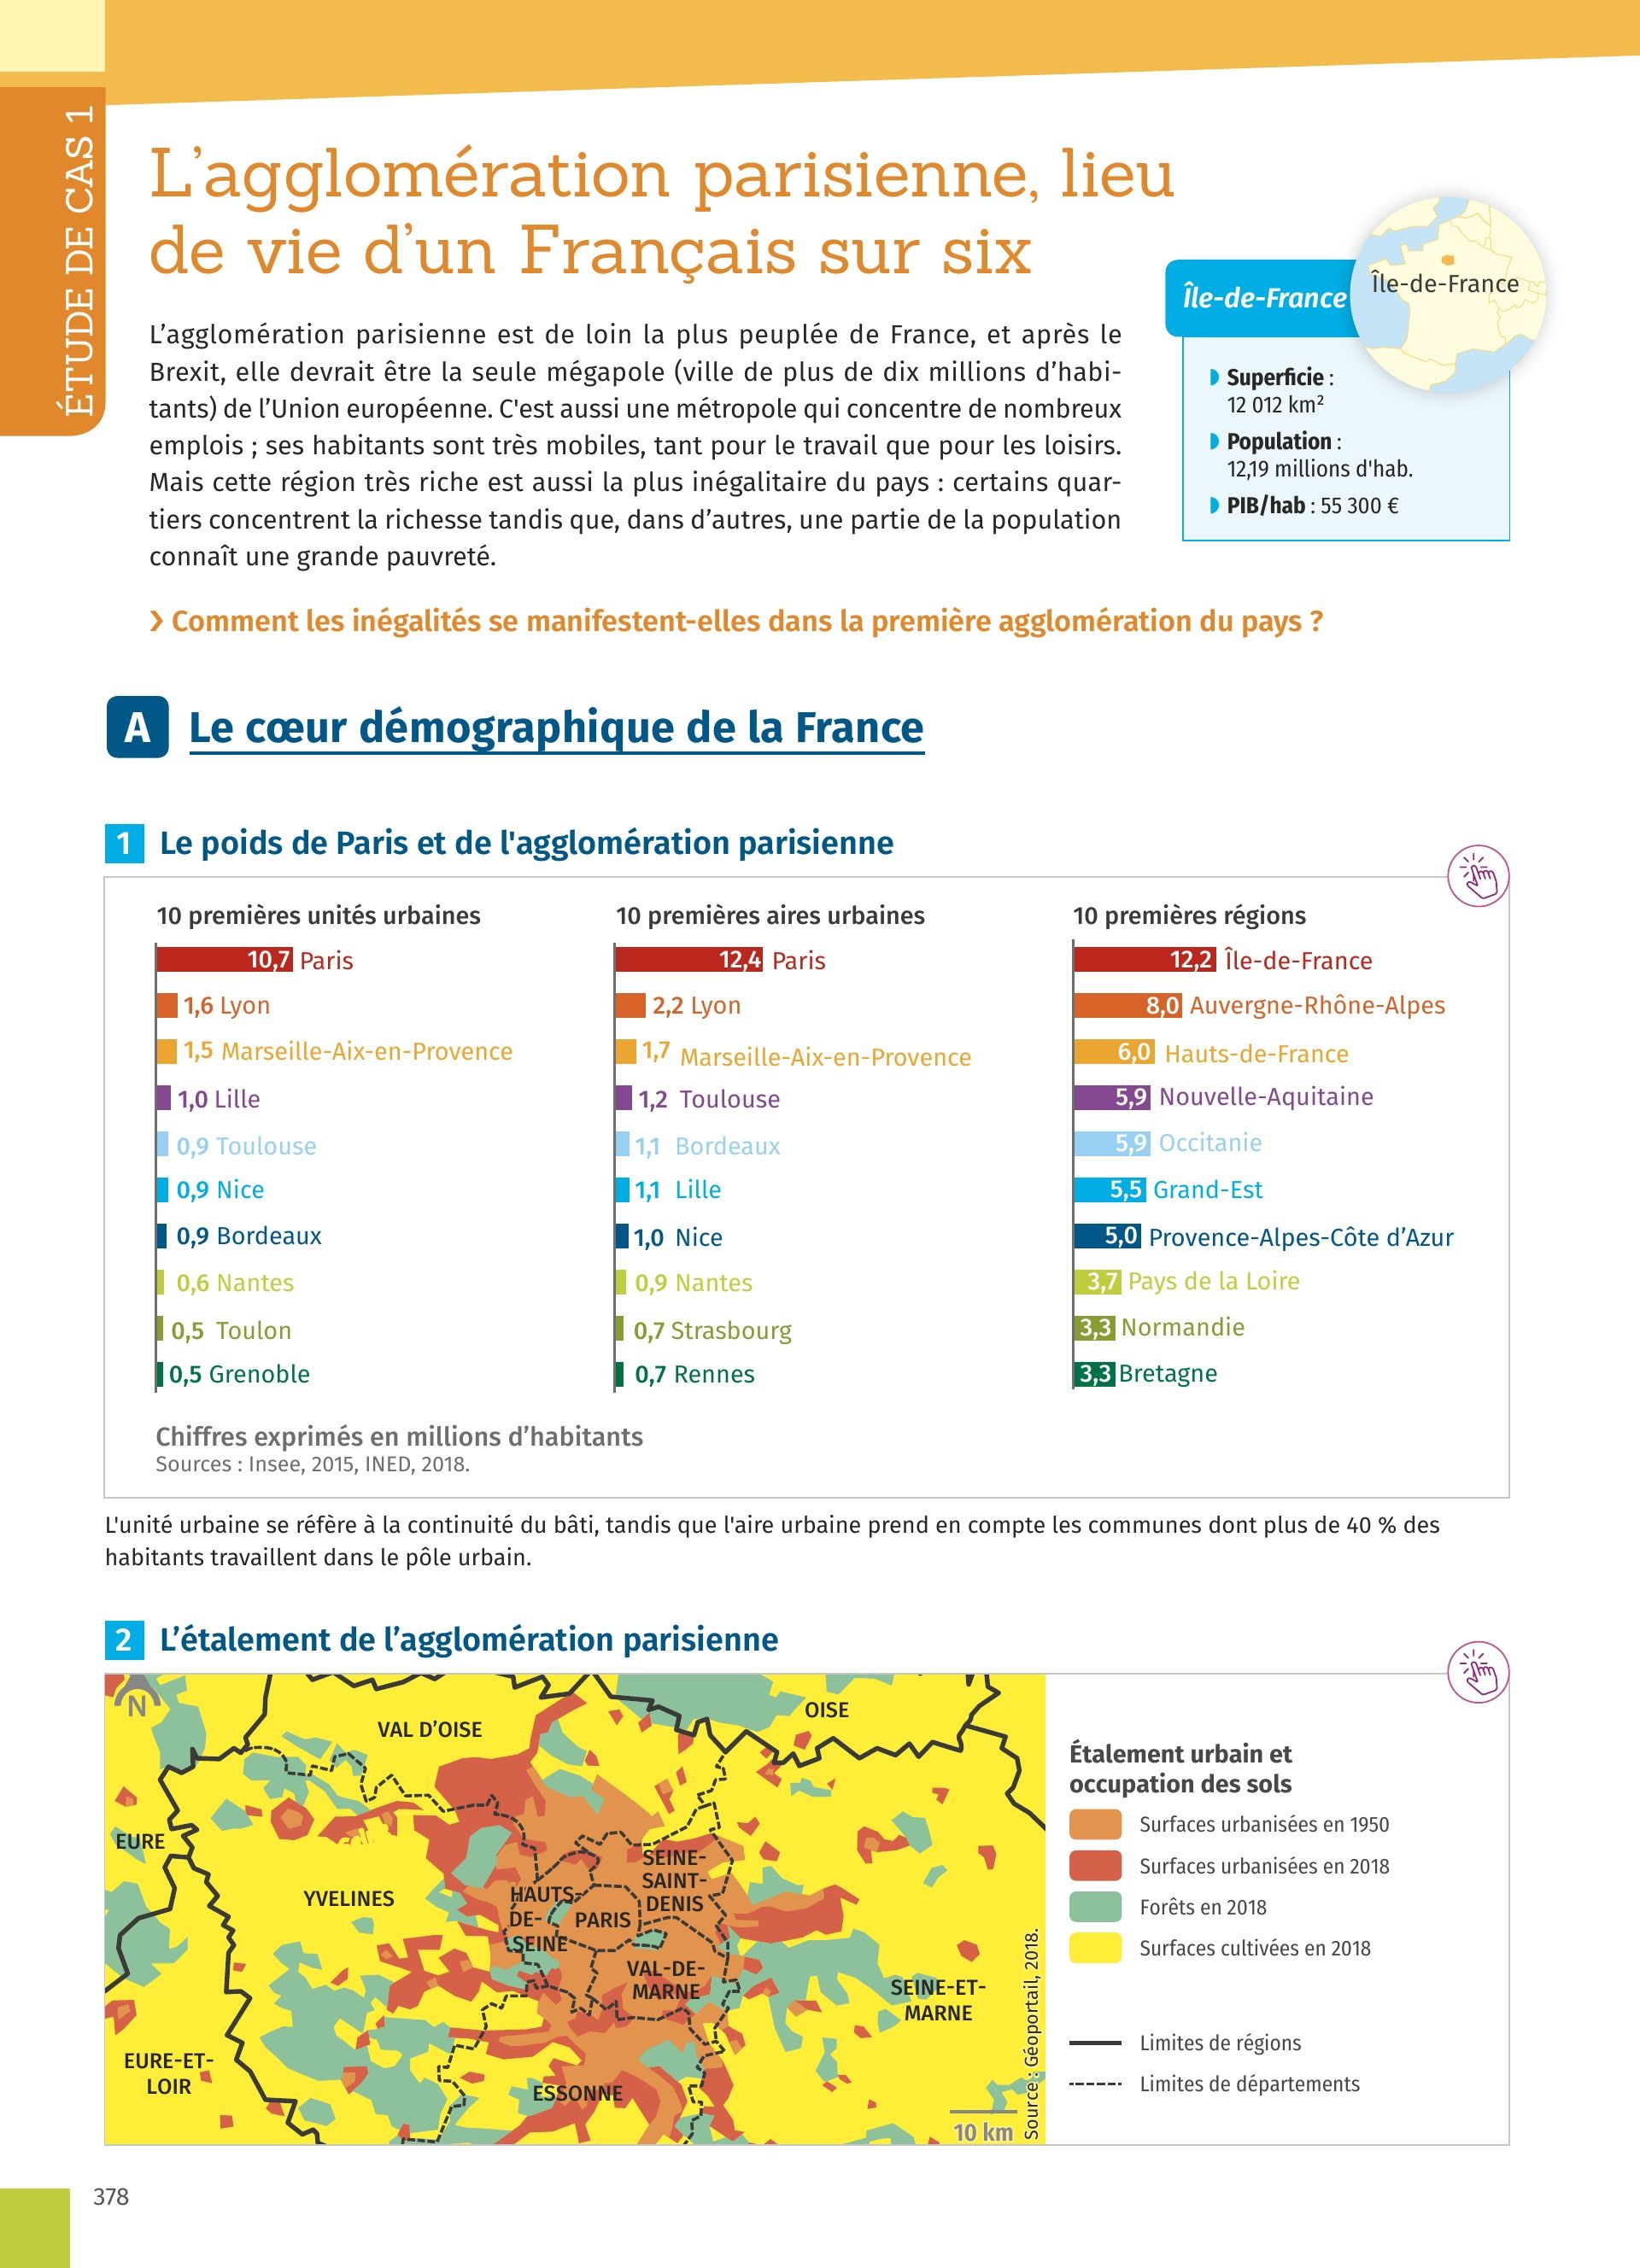 ÉTUDE DE CAS 1
L'agglomération parisienne, lieu
de vie d'un Français sur six
L'agglomération parisienne est de loin la plus peuplée de France, et après le
Brexit, elle devrait être la seule mégapole (ville de plus de dix millions d'habi-
tants) de l'Union européenne. C'est aussi une métropole qui concentre de nombreux
emplois ; ses habitants sont très mobiles, tant pour le travail que pour les loisirs.
Mais cette région très riche est aussi la plus inégalitaire du pays : certains quar-
tiers concentrent la richesse tandis que, dans d'autres, une partie de la population
connaît une grande pauvreté.
Île-de-France
Île-de-France
Superficie :
12 012 km²
Population :
12,19 millions d'hab.
PIB/hab : 55 300 €
› Comment les inégalités se manifestent-elles dans la première agglomération du pays ?
A Le cœur démographique de la France
1 Le poids de Paris et de l'agglomération parisienne
10 premières unités urbaines
10,7 Paris
1,6 Lyon
1,5 Marseille-Aix-en-Provence
1,0 Lille
0,9 Toulouse
0,9 Nice
0,9 Bordeaux
0,6 Nantes
0,5 Toulon
0,5 Grenoble
10 premières aires urbaines
12,4 Paris
2,2 Lyon
1,7 Marseille-Aix-en-Provence
1,2 Toulouse
1,1 Bordeaux
1,1 Lille
1,0 Nice
0,9 Nantes
0,7 Strasbourg
0,7 Rennes
10 premières régions
12,2 Île-de-France
8,0 Auvergne-Rhône-Alpes
6,0 Hauts-de-France
5,9 Nouvelle-Aquitaine
5,9 Occitanie
5,5 Grand-Est
5,0 Provence-Alpes-Côte d'Azur
3,7 Pays de la Loire
3,3 Normandie
3,3 Bretagne
Chiffres exprimés en millions d'habitants
Sources : Insee, 2015, INED, 2018.
L'unité urbaine se réfère à la continuité du bâti, tandis que l'aire urbaine prend en compte les communes dont plus de 40 % des
habitants travaillent dans le pôle urbain.
2 L'étalement de l'agglomération parisienne
N
VAL D'OISE
OISE
EURE
YVELINES
HAUTS-
DE-
SEINE
PARIS
SEINE-
SAINT-
DENIS
VAL-DE-
MARNE
SEINE-ET-
MARNE
EURE-ET-
LOIR
ESSONNE
10 km
Source : Géoportail, 2018.
Étalement urbain et
occupation des sols
Surfaces urbanisées en 1950
Surfaces urbanisées en 2018
Forêts en 2018
Surfaces cultivées en 2018
Limites de régions
Limites de départements
378